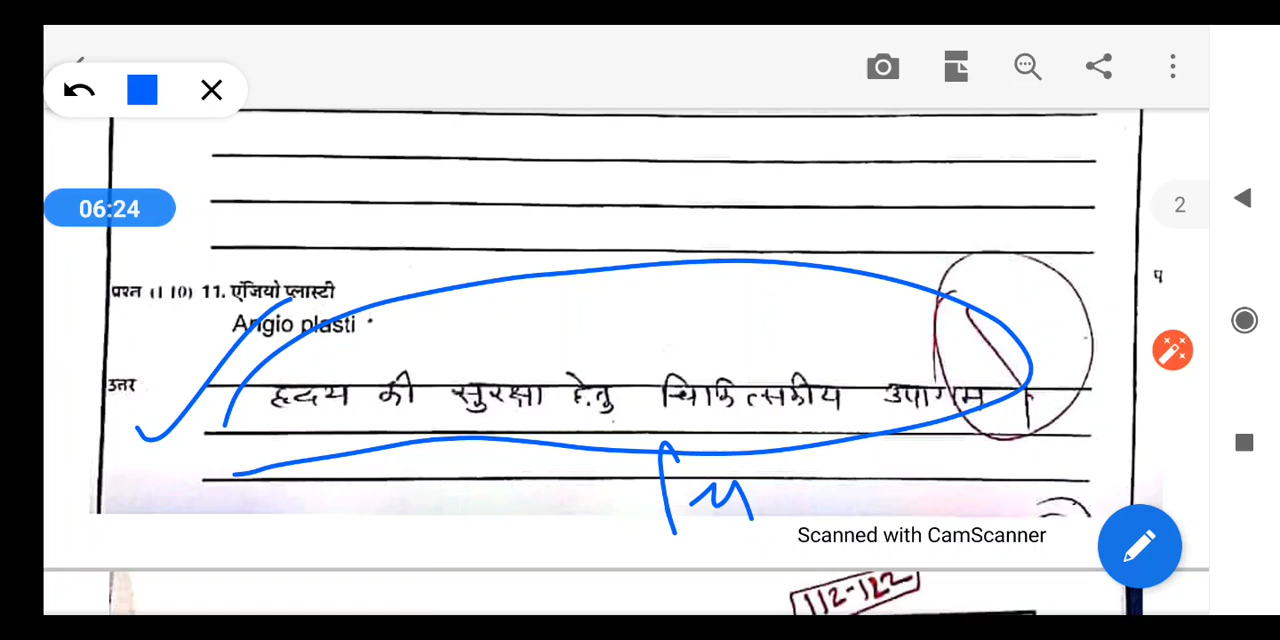 06:24
2
प्रश्न (1 10) 11. एंजियो प्लास्टी
Angio plasti
प
उत्तर
हृदय की सुरक्षा हेतु चिकित्सकीय उपागम ।
Scanned with CamScanner
112-122